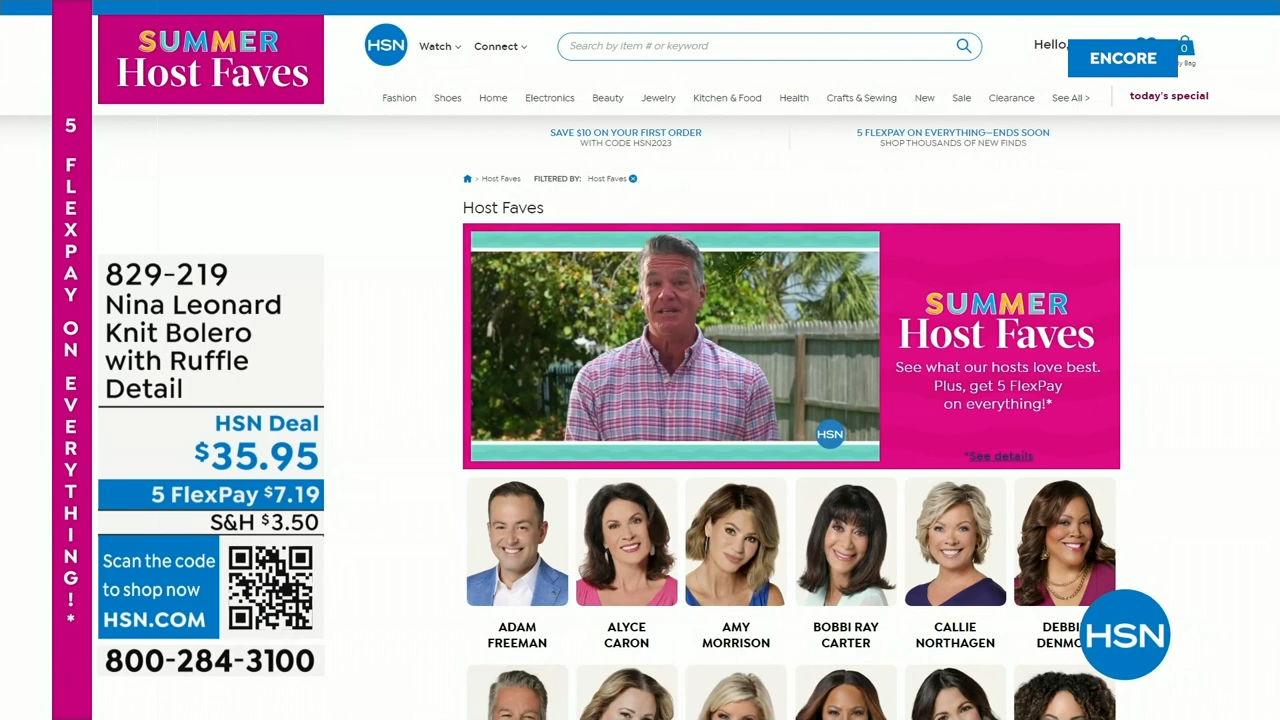 SUMMER
Host Faves
5 FLEXPAY ON EVERYTHING!*
829-219
Nina Leonard
Knit Bolero
with Ruffle
Detail
HSN Deal
$35.95
5 FlexPay $7.19
S&H $3.50
Scan the code
to shop now
HSN.COM
800-284-3100
HSN
Watch
Connect
Search by item # or keyword
Hello,
ENCORE
0
Bag
Fashion
Shoes
Home
Electronics
Beauty
Jewelry
Kitchen & Food
Health
Crafts & Sewing
New
Sale
Clearance
See All >
today's special
SAVE $10 ON YOUR FIRST ORDER
WITH CODE HSN2023
5 FLEXPAY ON EVERYTHING—ENDS SOON
SHOP THOUSANDS OF NEW FINDS
> Host Faves
FILTERED BY: Host Faves
Host Faves
HSN
SUMMER
Host Faves
See what our hosts love best.
Plus, get 5 FlexPay
on everything!*
*See details
ADAM
FREEMAN
ALYCE
CARON
AMY
MORRISON
BOBBI RAY
CARTER
CALLIE
NORTHAGEN
HSN